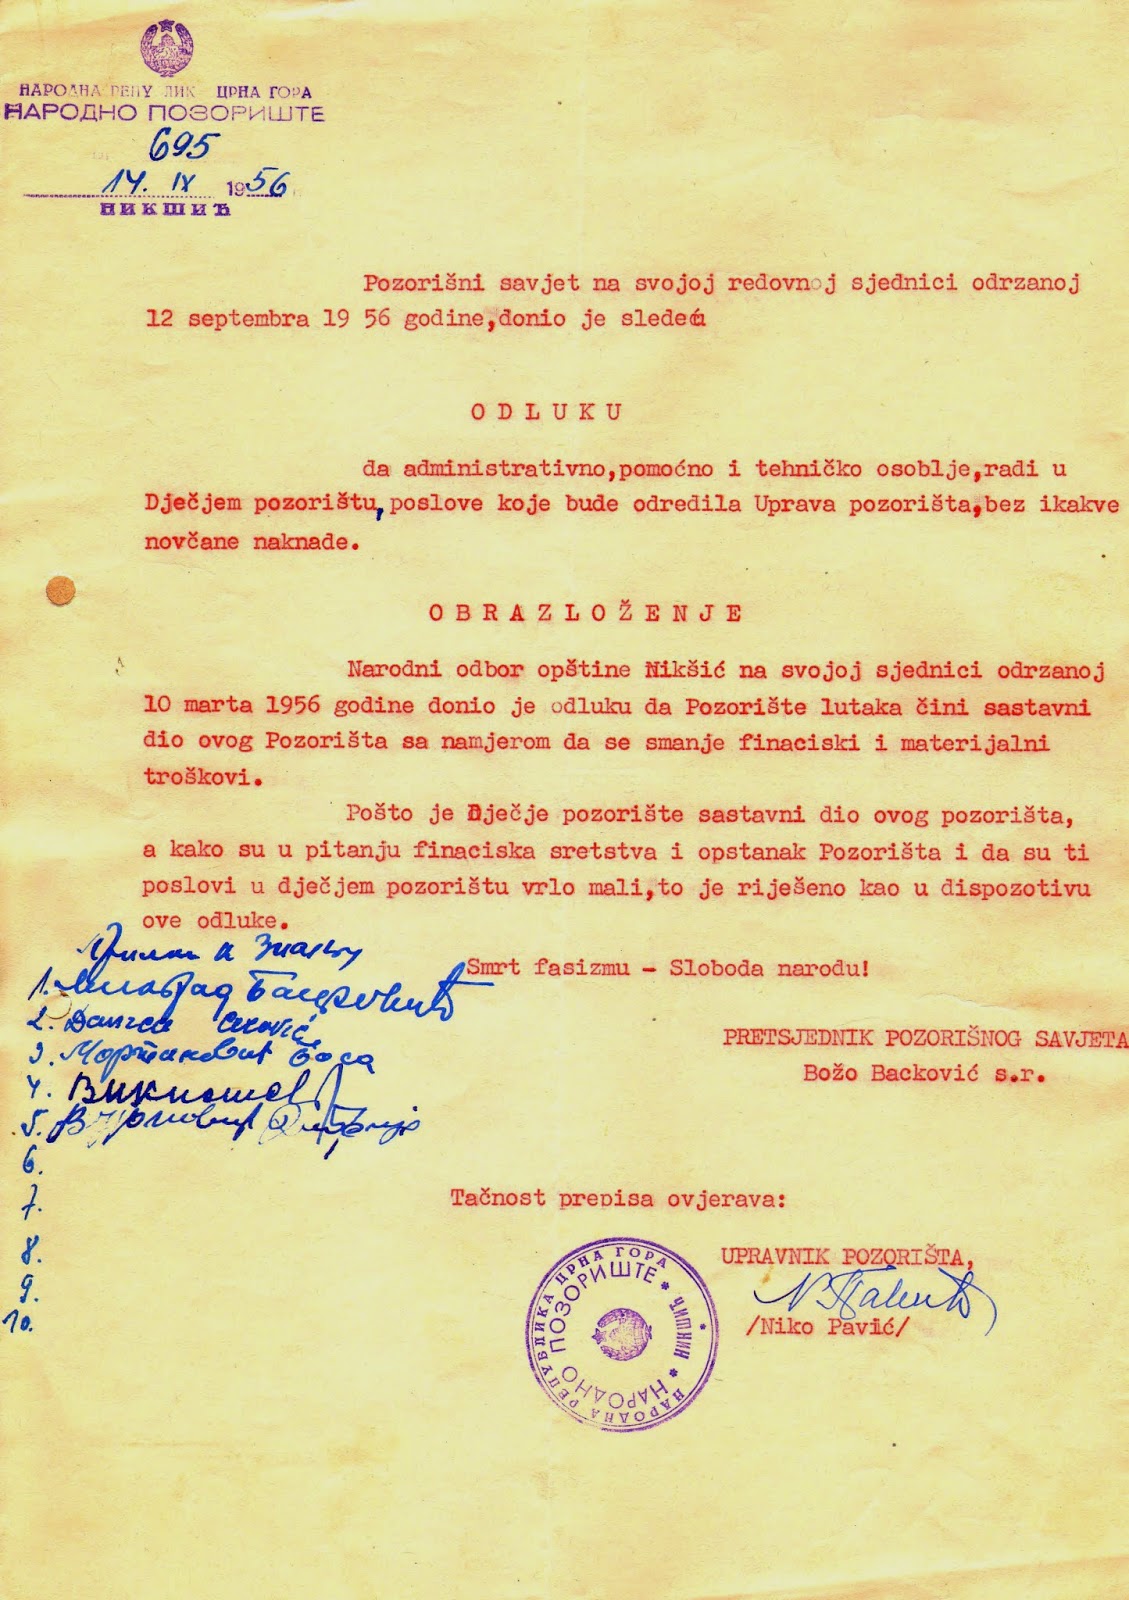 НАРОДНА РЕПУ ЛИК ЦРНА ГОРА
НАРОДНО ПОЗОРИШТЕ
695
14. IX 1956
НИКШИЋ
Pozorišni savjet na svojoj redovnoj sjednici odrzanoj
12 septembra 19 56 godine,donio je sledeću
O D L U K U
da administrativno,pomoćno i tehničko osoblje,radi u
Dječjem pozorištu,poslove koje bude odredila Uprava pozorišta,bez ikakve
novčane naknade.
O B R A Z L O Ž E N J E
Narodni odbor opštine Nikšić na svojoj sjednici odrzanoj
10 marta 1956 godine donio je odluku da Pozorište lutaka čini sastavni
dio ovog Pozorišta sa namjerom da se smanje finaciski i materijalni
troškovi.
Pošto je Dječje pozorište sastavni dio ovog pozorišta,
a kako su u pitanju finaciska sretstva i opstanak Pozorišta i da su ti
poslovi u dječjem pozorištu vrlo mali,to je riješeno kao u dispozotivu
ove odluke.
Smrt fasizmu - Sloboda narodu!
1. Милорад
2.
3. Боса
4.
5.
6.
7.
8.
9.
10.
PRETSJEDNIK POZORIŠNOG SAVJETA
Božo Backović s.r.
Tačnost prepisa ovjerava:
UPRAVNIK POZORIŠTA,
/Niko Pavić/
НАРОДНА РЕПУБЛИКА ЦРНА ГОРА
НАРОДНО ПОЗОРИШТЕ